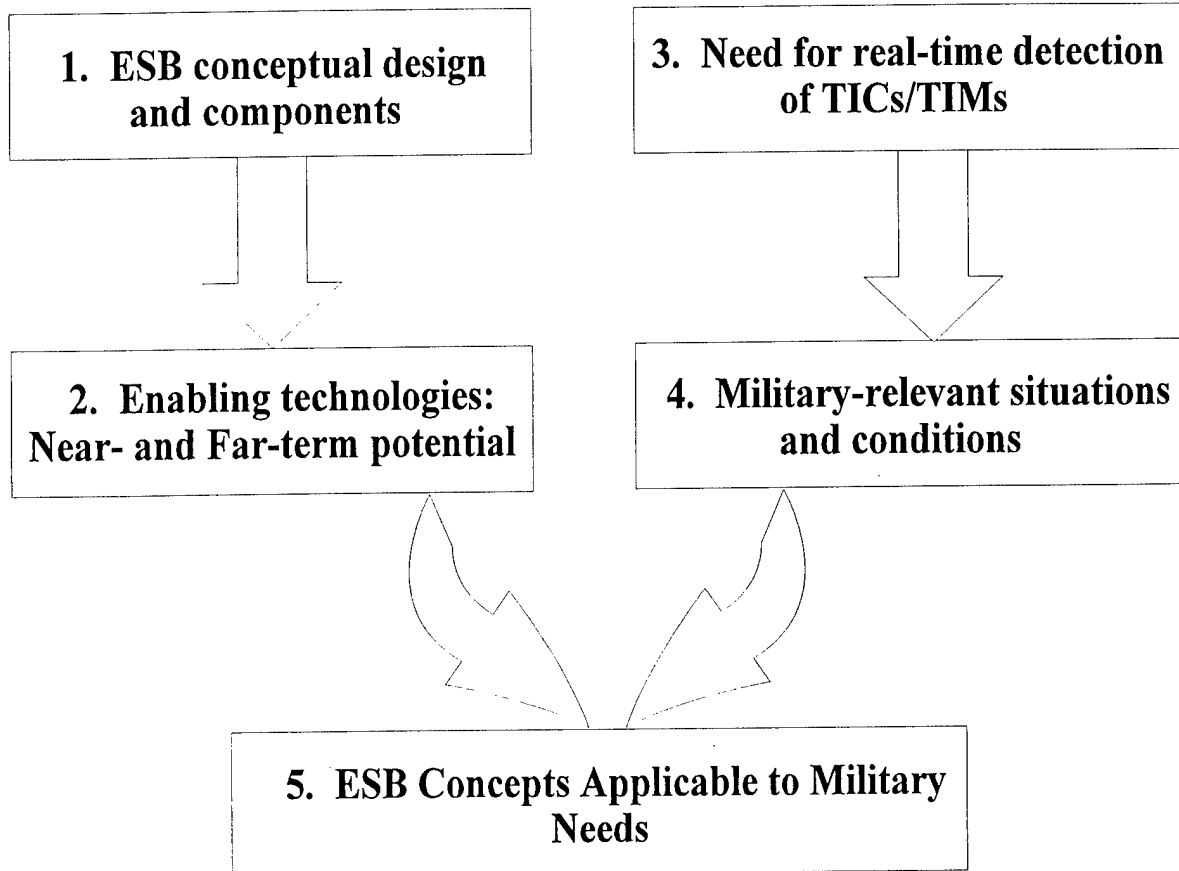 1. ESB conceptual design
and components
3. Need for real-time detection
of TICs/TIMs
2. Enabling technologies:
Near- and Far-term potential
4. Military-relevant situations
and conditions
5. ESB Concepts Applicable to Military
Needs